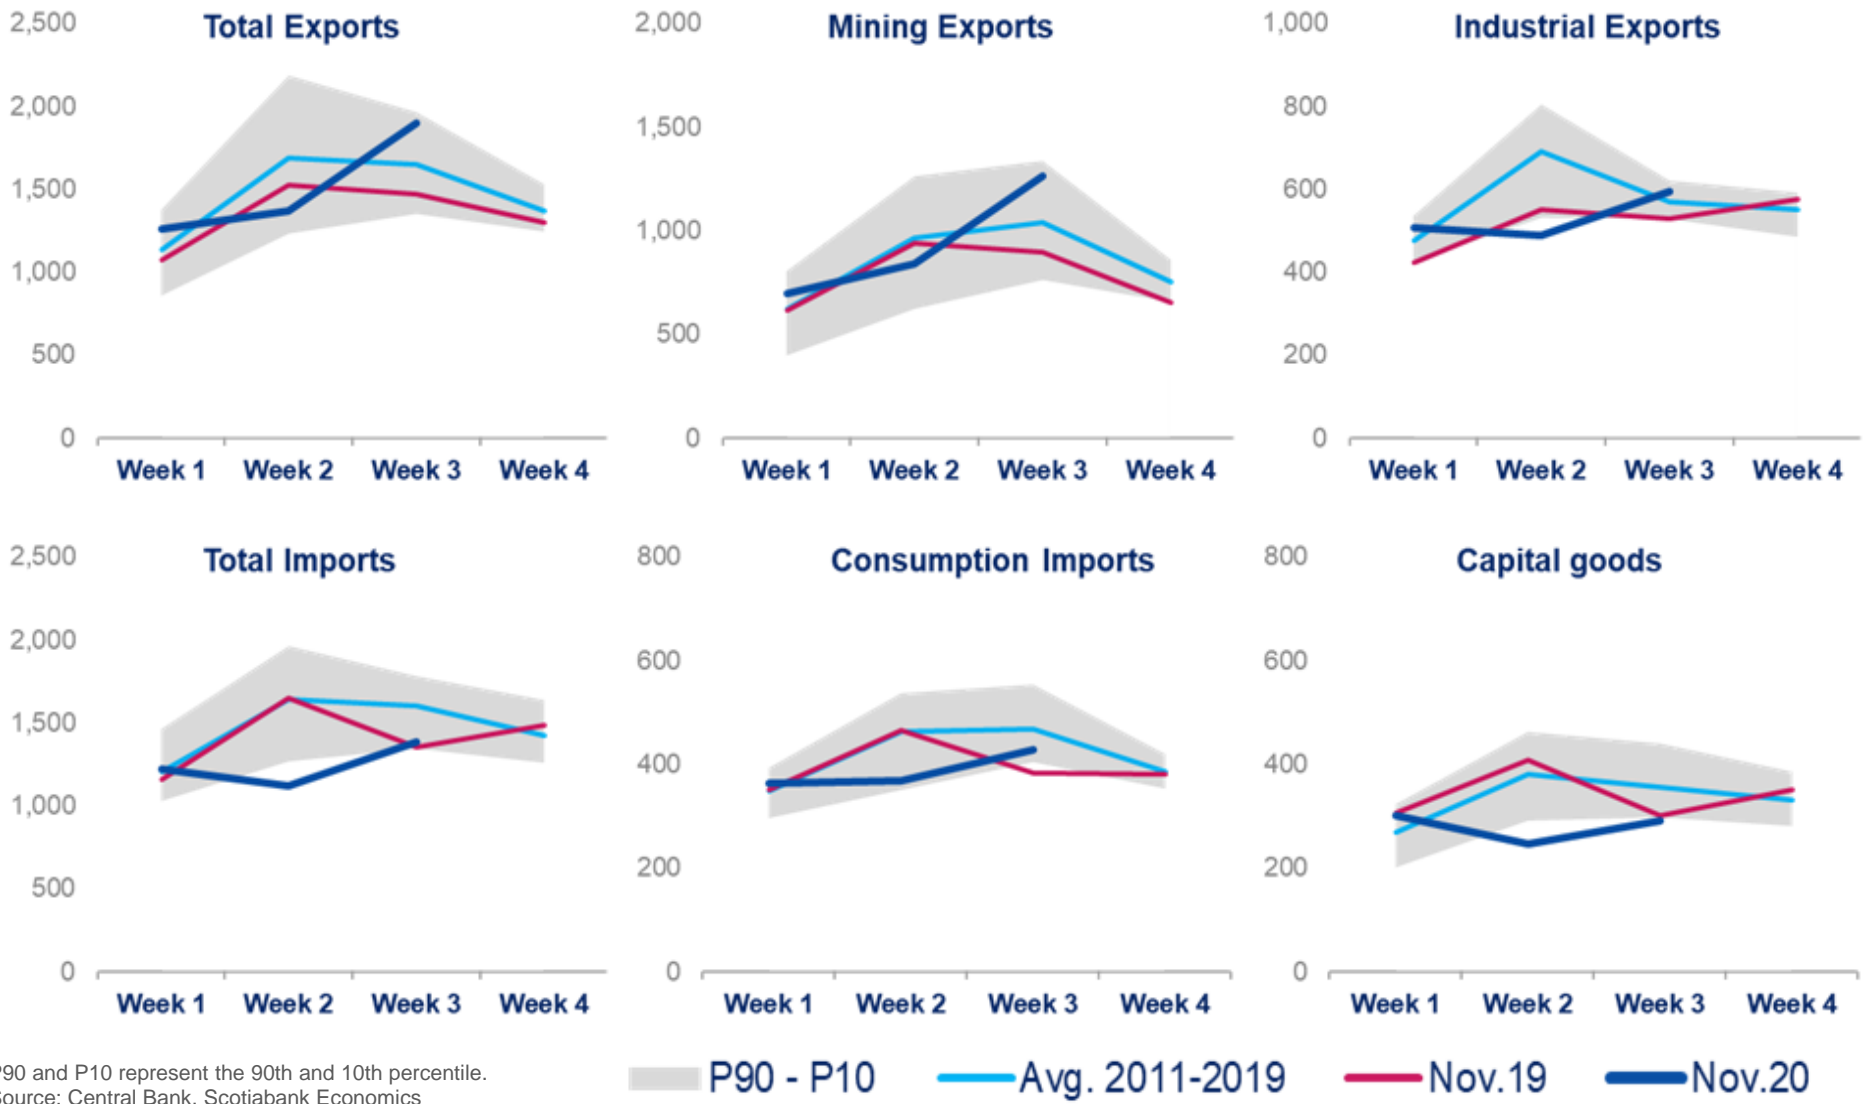 Total Exports
2,500
2,000
1,500
1,000
500
0
Week 1 Week 2 Week 3 Week 4
Mining Exports
2,000
1,500
1,000
500
0
Week 1 Week 2 Week 3 Week 4
Industrial Exports
1,000
800
600
400
200
0
Week 1 Week 2 Week 3 Week 4
Total Imports
2,500
2,000
1,500
1,000
500
0
Week 1 Week 2 Week 3 Week 4
Consumption Imports
800
600
400
200
0
Week 1 Week 2 Week 3 Week 4
Capital goods
800
600
400
200
0
Week 1 Week 2 Week 3 Week 4
P90 and P10 represent the 90th and 10th percentile.
Source: Central Bank, Scotiabank Economics
P90 - P10 Avg. 2011-2019 Nov.19 Nov.20